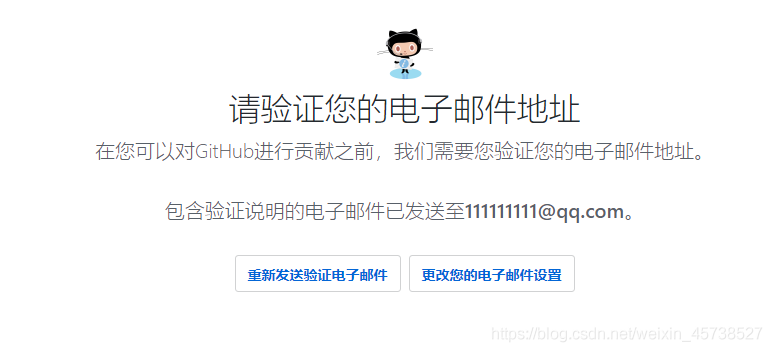 请验证您的电子邮件地址
在您可以对GitHub进行贡献之前，我们需要您验证您的电子邮件地址。
包含验证说明的电子邮件已发送至111111111@qq.com。
重新发送验证电子邮件 更改您的电子邮件设置
https://blog.csdn.net/weixin_45738527